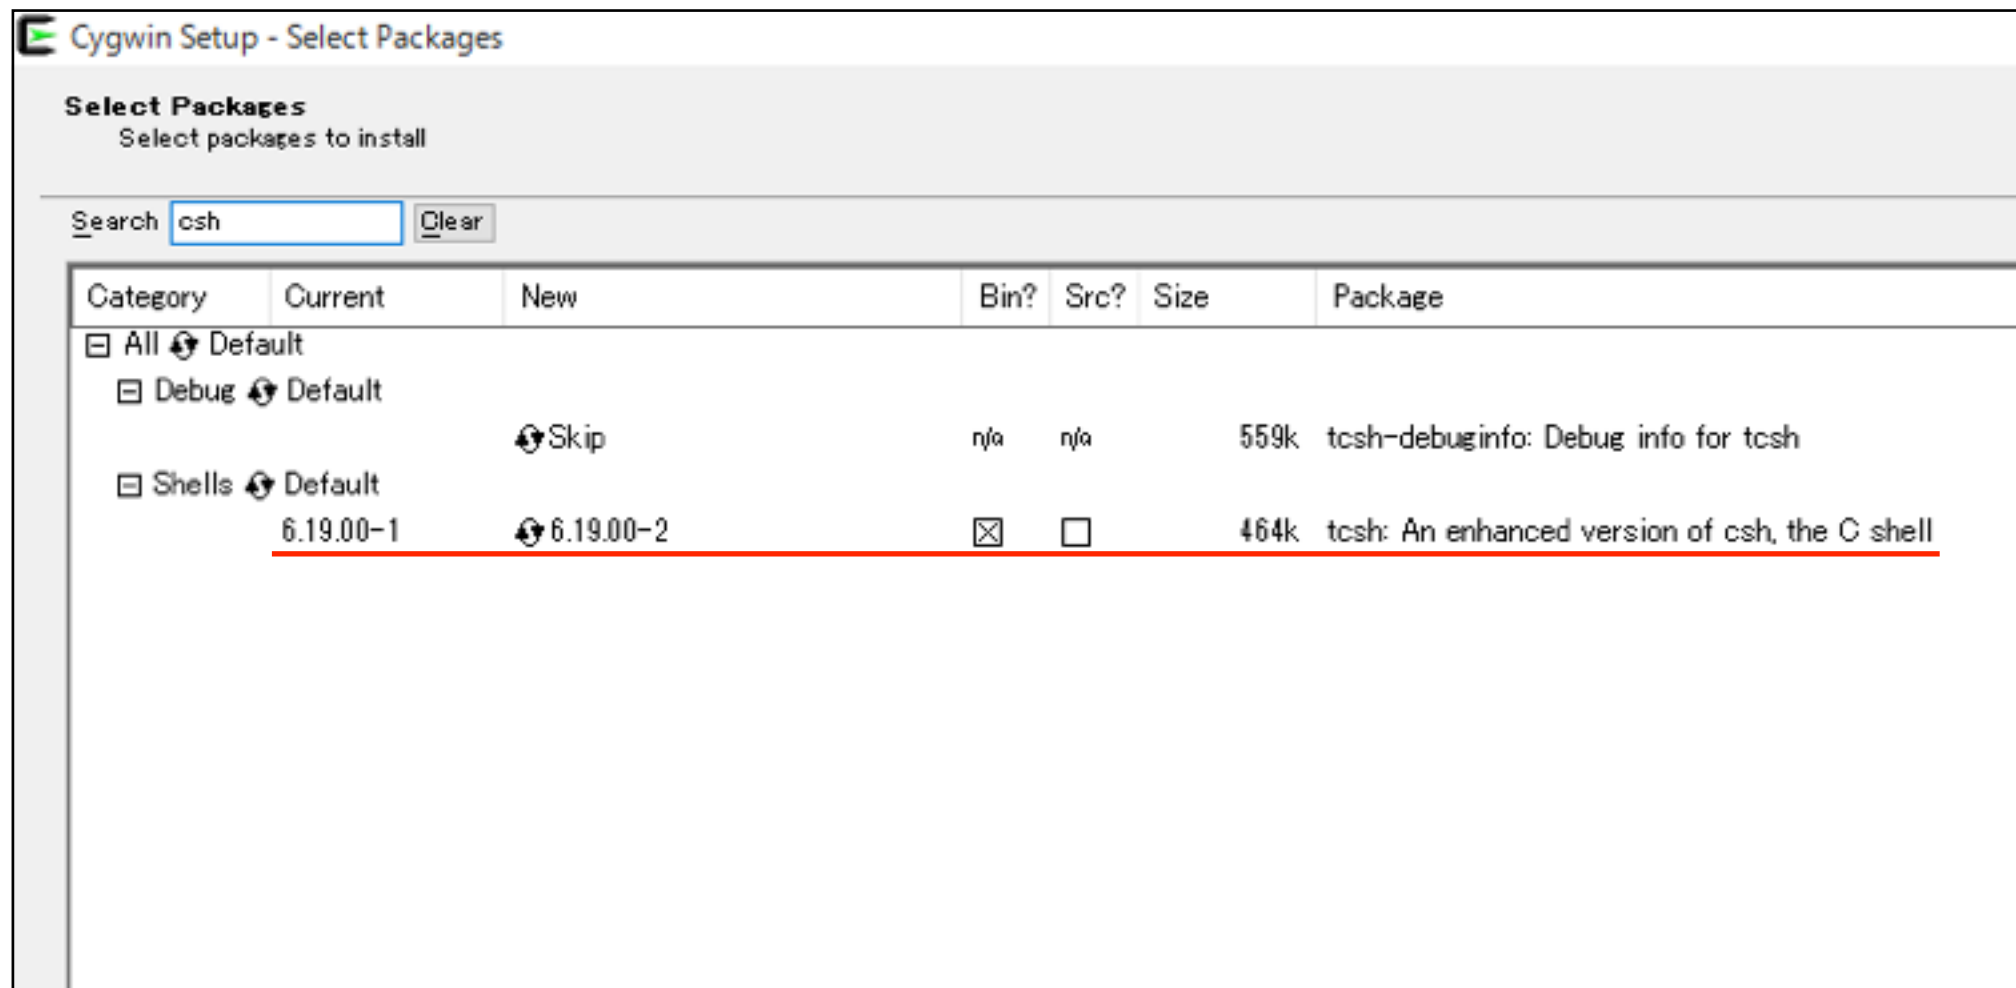 Cygwin Setup - Select Packages
Select Packages
Select packages to install
Search csh Clear
Category Current New Bin? Src? Size Package
All Default
Debug Default
Skip n/a n/a 559k tcsh-debuginfo: Debug info for tcsh
Shells Default
6.19.00-1 6.19.00-2 464k tcsh: An enhanced version of csh, the C shell